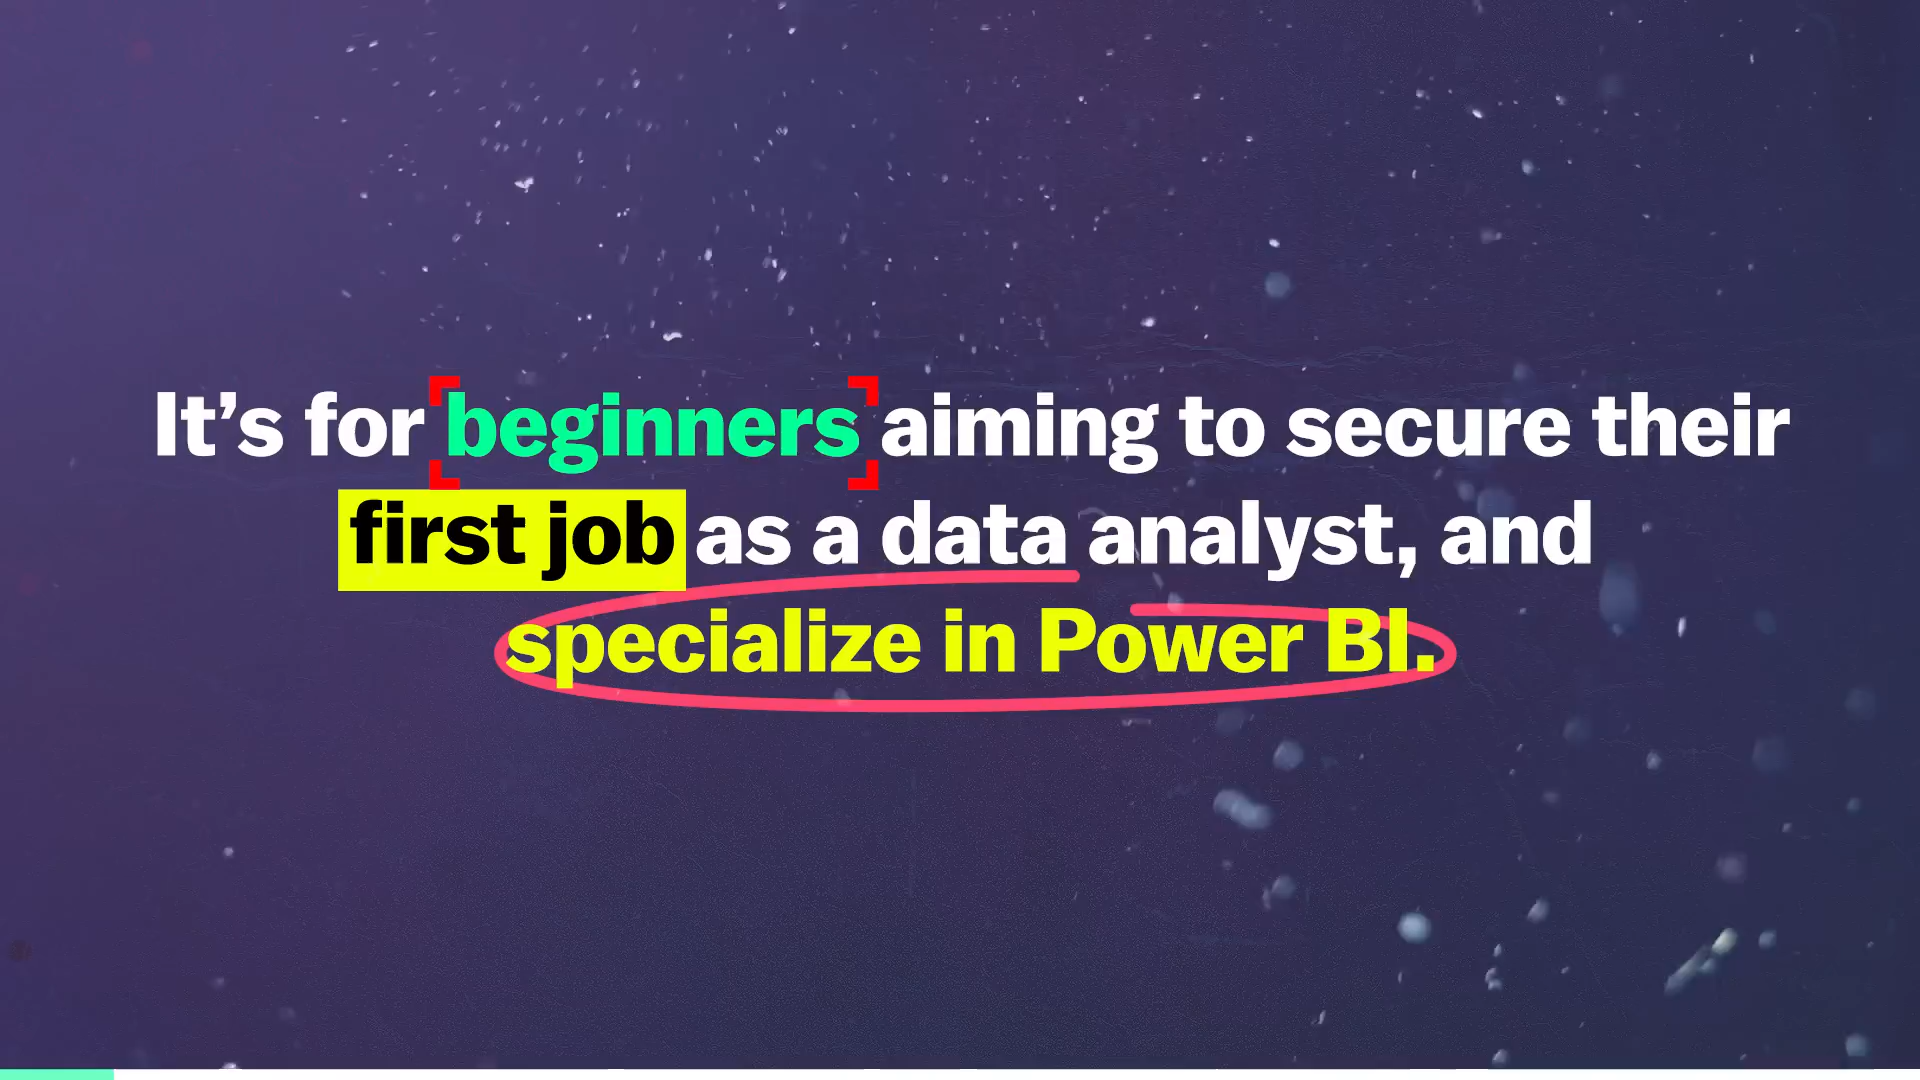 It’s for beginners aiming to secure their
first job as a data analyst, and
specialize in Power BI.